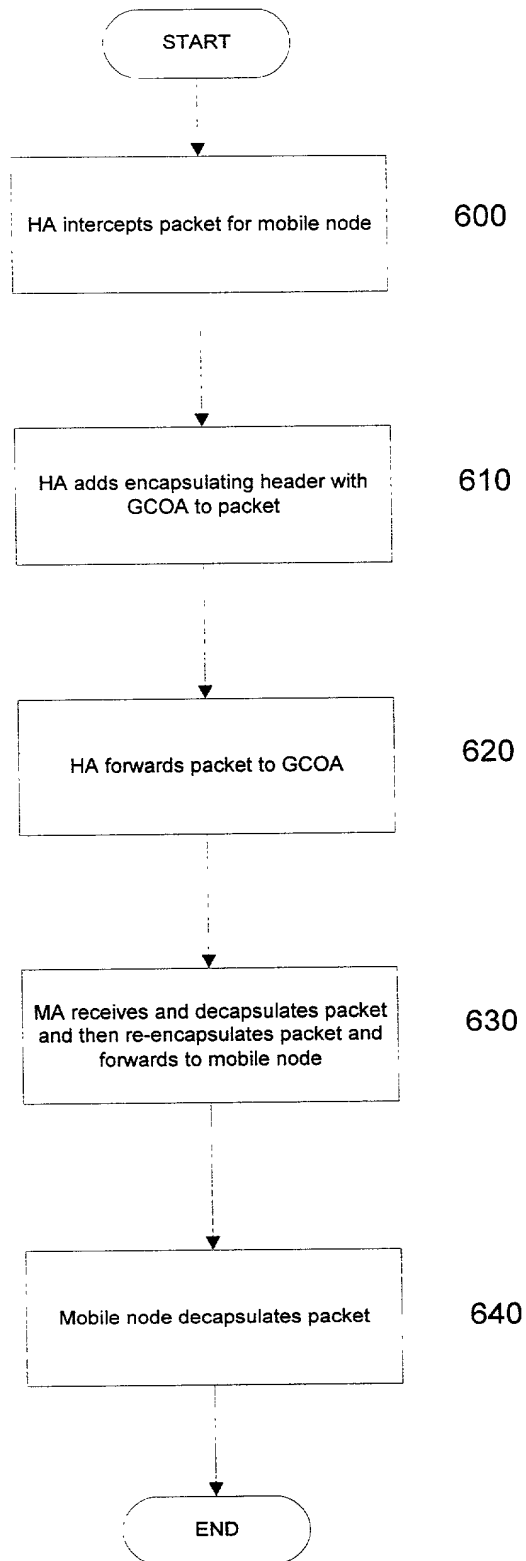 START
HA intercepts packet for mobile node
600
HA adds encapsulating header with
GCOA to packet
610
HA forwards packet to GCOA
620
MA receives and decapsulates packet
and then re-encapsulates packet and
forwards to mobile node
630
Mobile node decapsulates packet
640
END